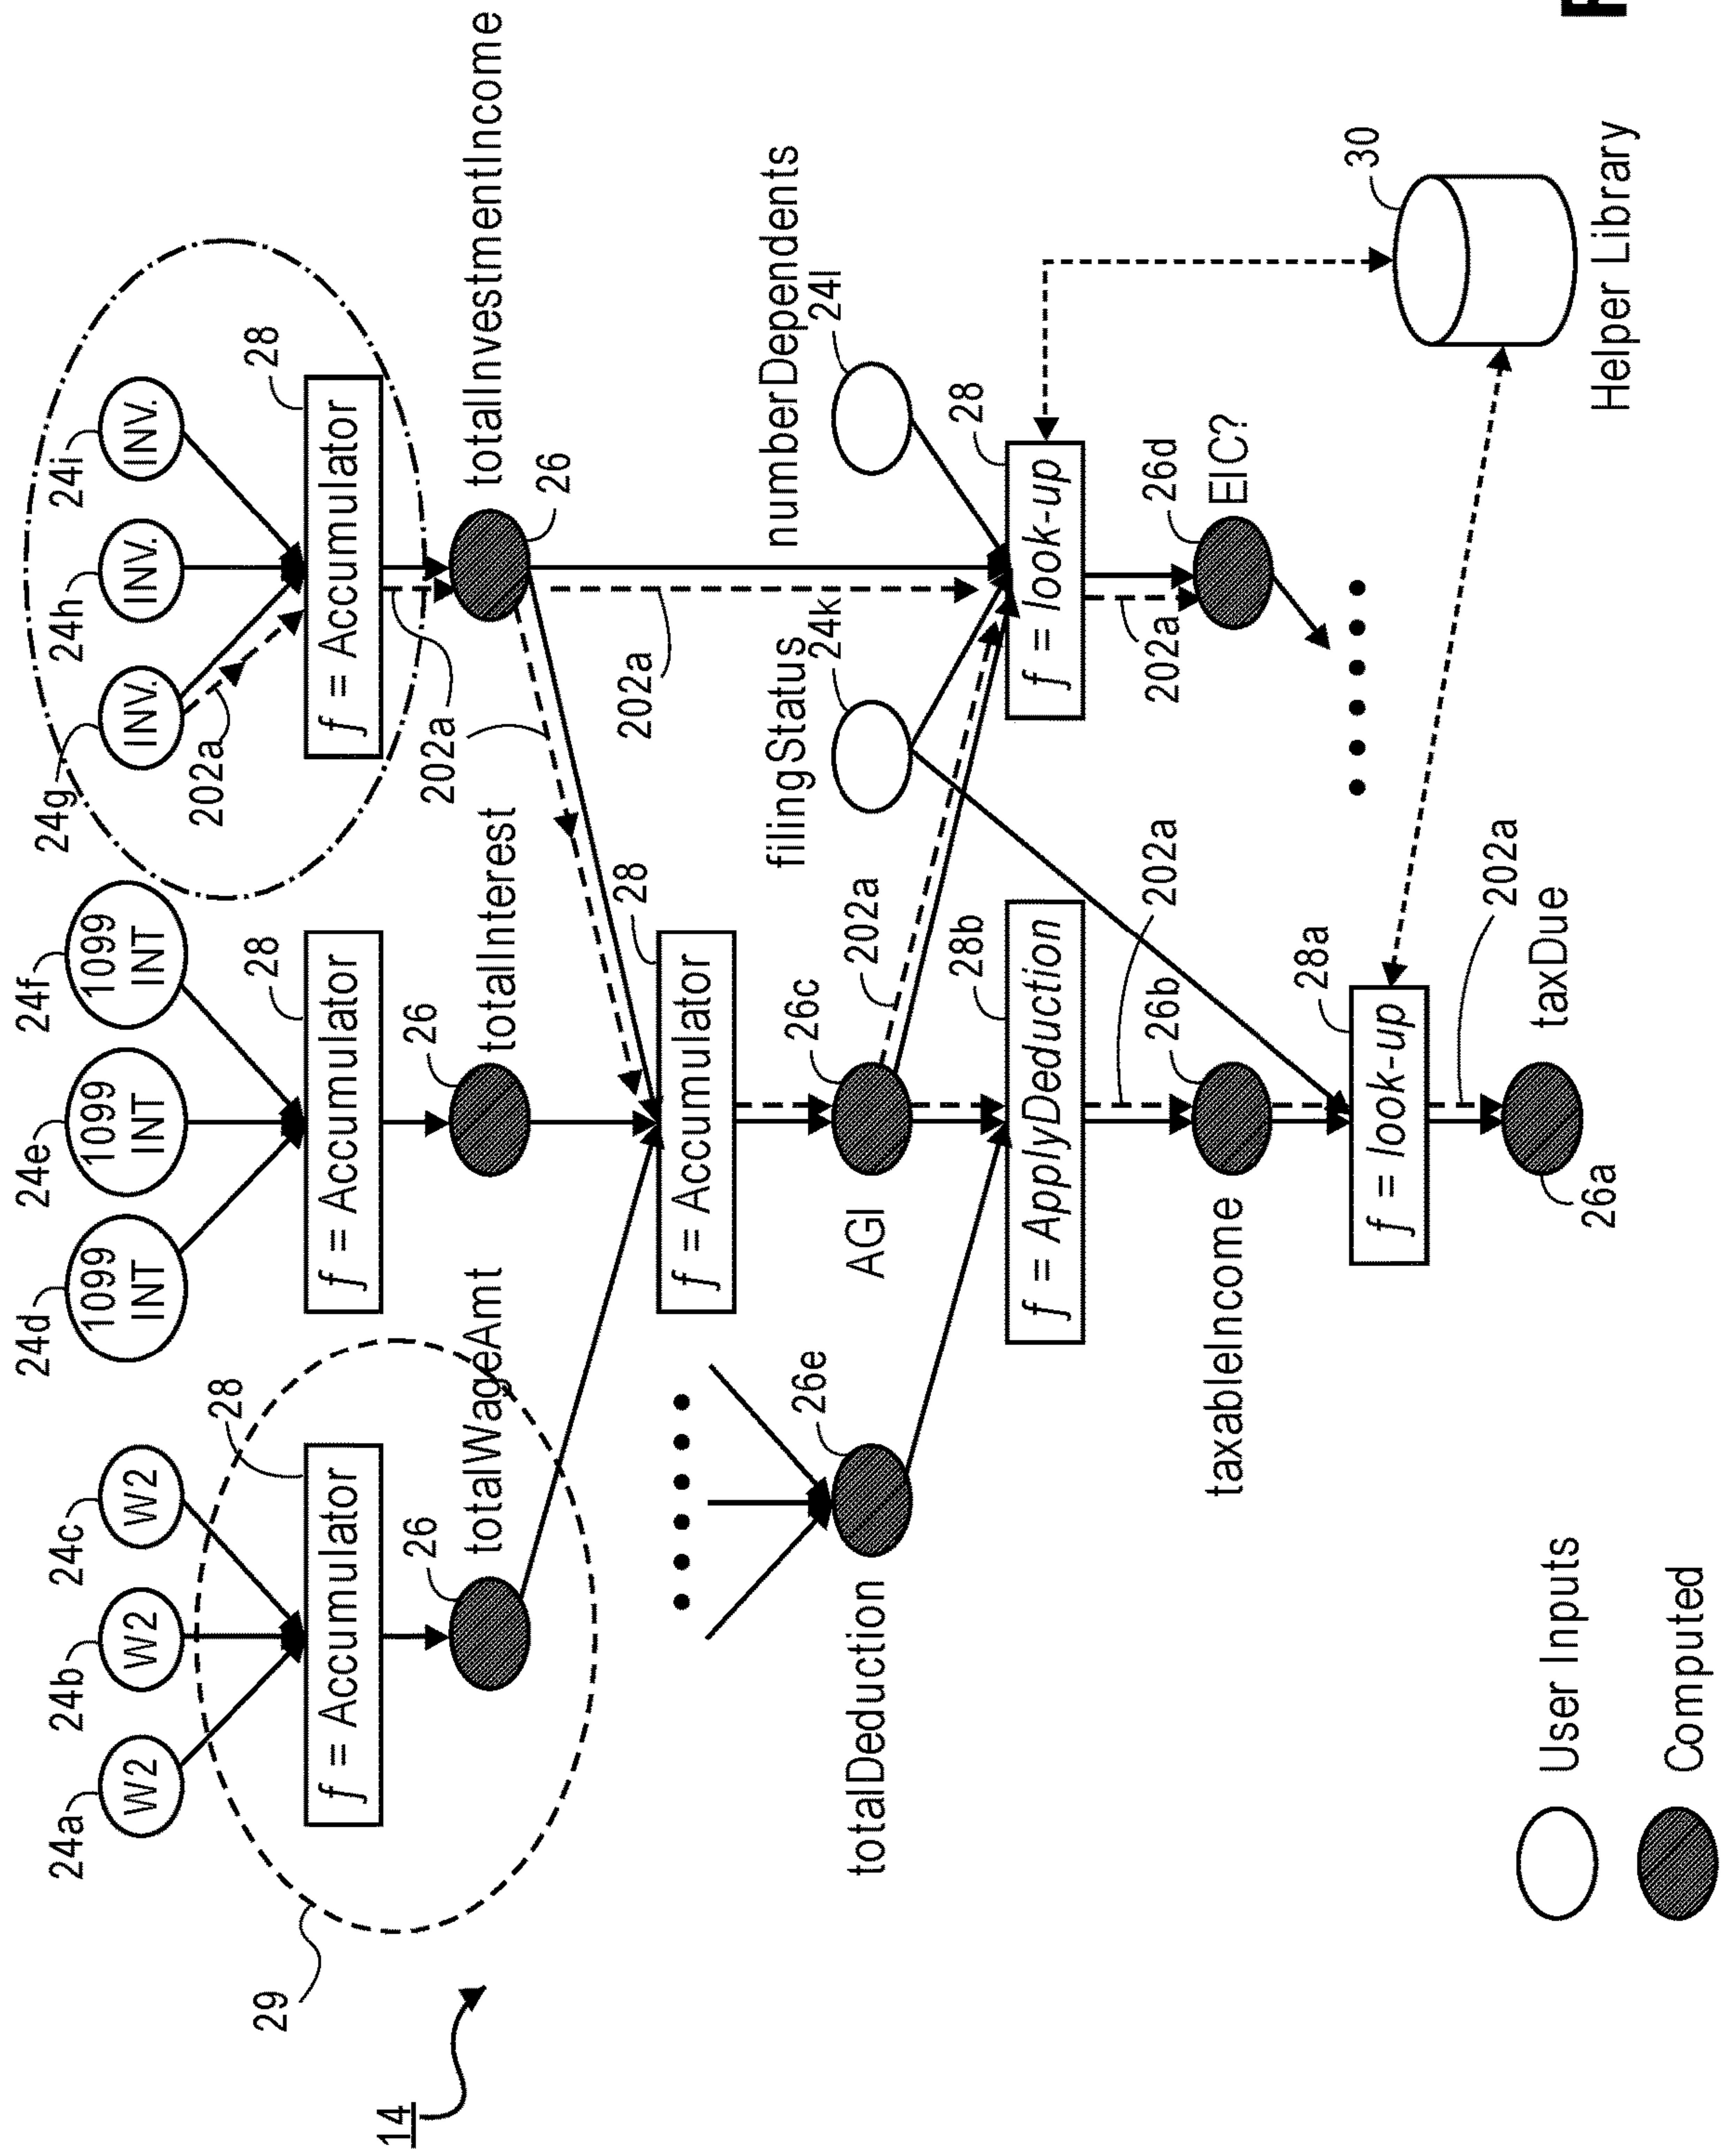 14
29
24a
24b
24c
24d
24e
24f
24g
24h
24i
W2
W2
W2
1099
INT
1099
INT
1099
INT
INV.
INV.
INV.
202a
28
28
28
f = Accumulator
f = Accumulator
f = Accumulator
202a
26
26
26
totalWageAmt
totalInterest
totalInvestmentIncome
202a
28
f = Accumulator
202a
totalDeduction
26e
AGI
26c
filingStatus
24k
numberDependents
24l
202a
28b
f = ApplyDeduction
28
f = look-up
202a
202a
taxableIncome
26b
26d
EIC?
28a
f = look-up
30
Helper Library
202a
26a
taxDue
User Inputs
Computed